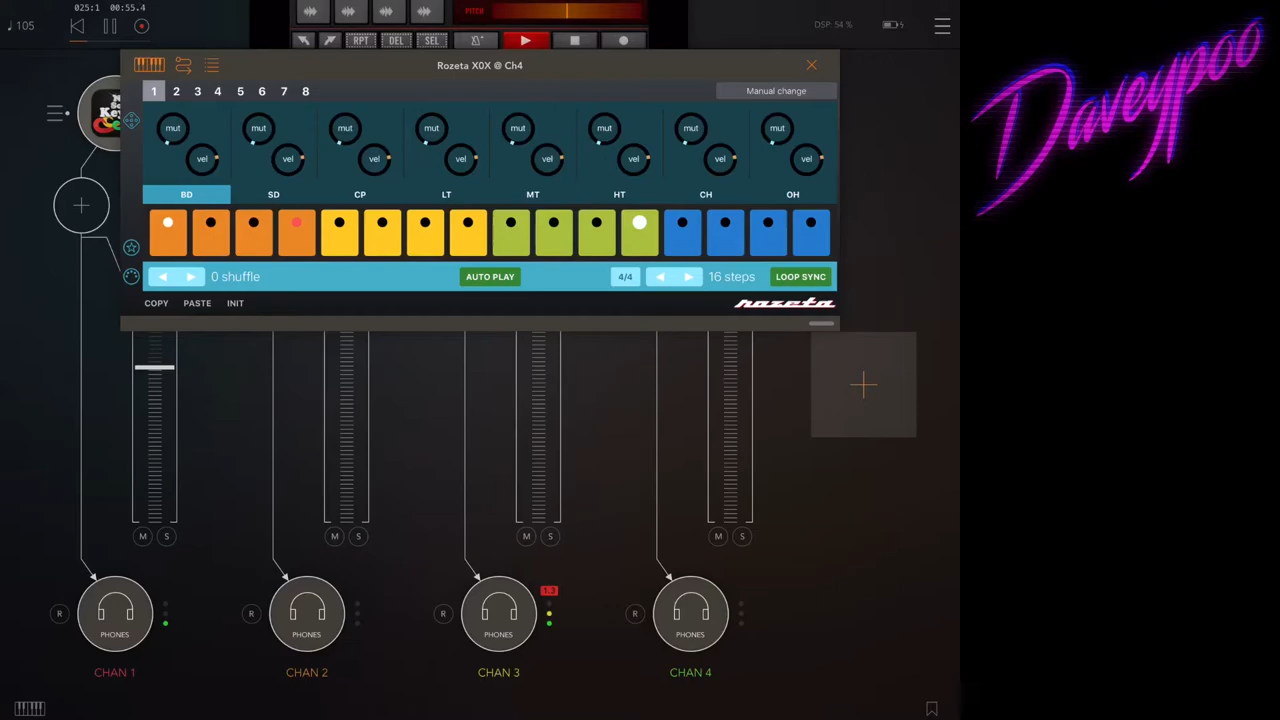 025:1 00:55.4
♩105
PITCH
DSP: 54 %
RPT DEL SEL
Rozeta X0X @ Ch4
1 2 3 4 5 6 7 8 Manual change
mut mut mut mut mut mut mut mut
vel vel vel vel vel vel vel vel
BD SD CP LT MT HT CH OH
0 shuffle AUTO PLAY 4/4 16 steps LOOP SYNC
COPY PASTE INIT rozeta
M S M S M S M S
1.3
R R R R
PHONES PHONES PHONES PHONES
CHAN 1 CHAN 2 CHAN 3 CHAN 4
Daveypoo